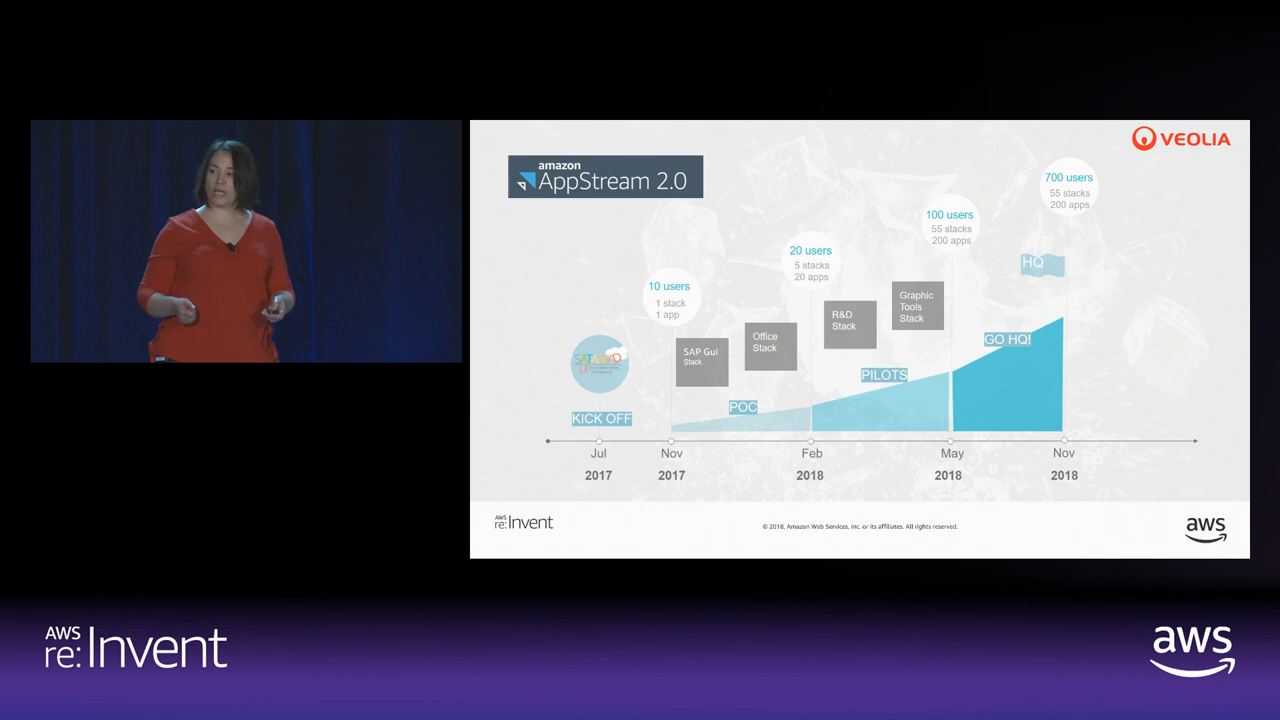 VEOLIA
amazon
AppStream 2.0
700 users
55 stacks
200 apps
100 users
55 stacks
200 apps
20 users
5 stacks
20 apps
10 users
1 stack
1 app
HQ
Graphic
Tools
Stack
R&D
Stack
Office
Stack
SAP Gui
Stack
GO HQ!
PILOTS
POC
KICK OFF
Jul
2017
Nov
2017
Feb
2018
May
2018
Nov
2018
AWS
re:Invent
© 2018, Amazon Web Services, Inc. or its affiliates. All rights reserved.
aws
AWS
re:Invent
aws